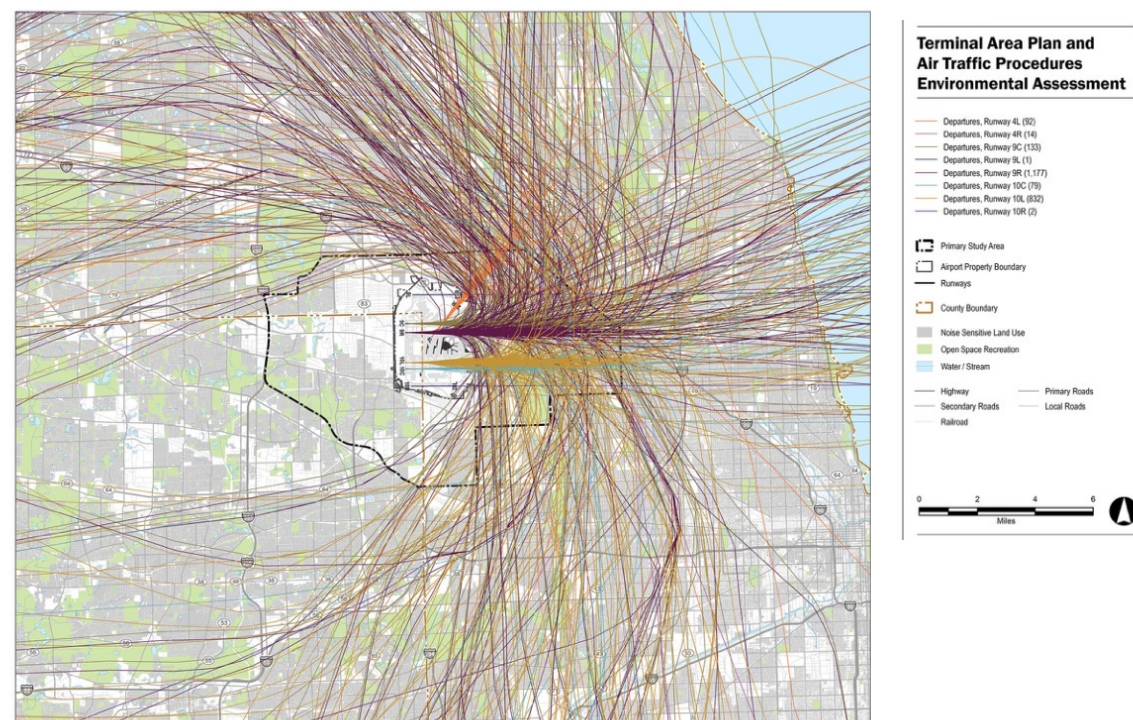 Terminal Area Plan and
Air Traffic Procedures
Environmental Assessment
Departures, Runway 4L (92)
Departures, Runway 4R (14)
Departures, Runway 9C (133)
Departures, Runway 9L (1)
Departures, Runway 9R (1,177)
Departures, Runway 10C (79)
Departures, Runway 10L (832)
Departures, Runway 10R (2)
Primary Study Area
Airport Property Boundary
Runways
County Boundary
Noise Sensitive Land Use
Open Space Recreation
Water / Stream
Highway
Primary Roads
Secondary Roads
Local Roads
Railroad
0 2 4 6
Miles
83